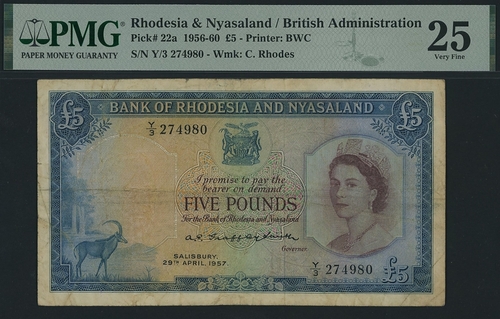 PMG
PAPER MONEY GUARANTY
Rhodesia & Nyasaland / British Administration
Pick# 22a 1956-60 £5 - Printer: BWC
S/N Y/3 274980 - Wmk: C. Rhodes
25
Very Fine
BANK OF RHODESIA AND NYASALAND
£5
£5
Y/3 274980
I promise to pay the
bearer on demand
FIVE POUNDS
For the Bank of Rhodesia and Nyasaland
Governor.
SALISBURY,
29TH APRIL, 1957
Y/3 274980
£5